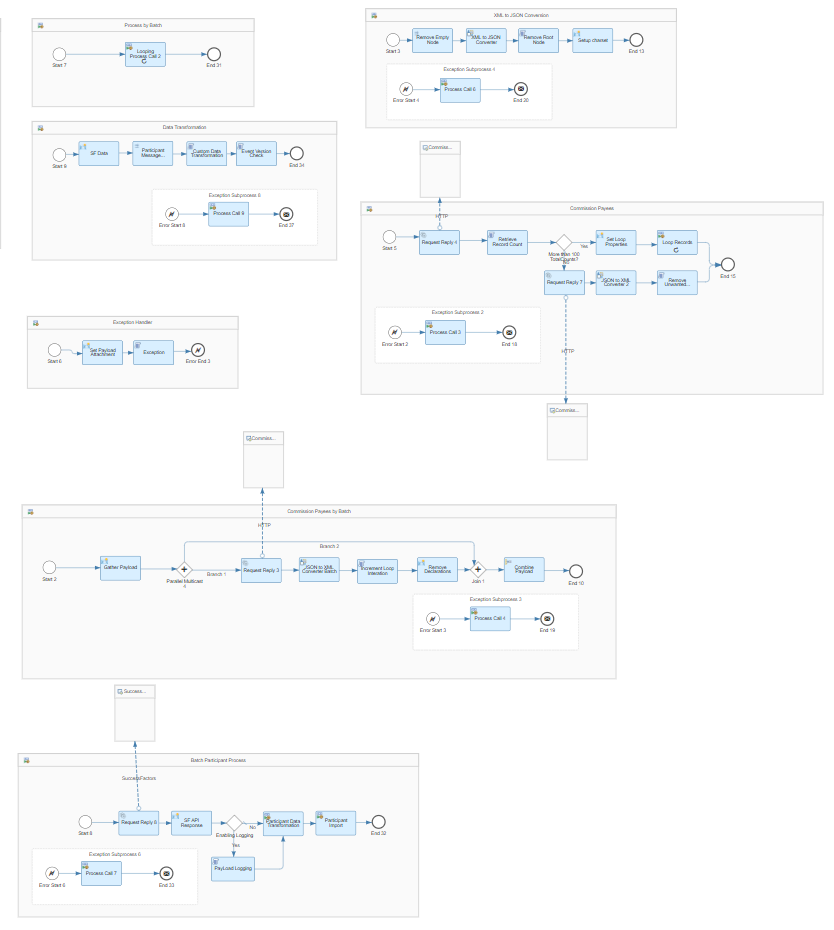 Process by Batch
Looping
Process Call 2
Start 7
End 31
XML to JSON Conversion
Remove Empty
Node
XML to JSON
Converter
Remove Root
Node
Setup charset
Start 3
End 13
Exception Subprocess 4
Process Call 6
Error Start 4
End 20
Data Transformation
SF Data
Participant
Message...
Custom Data
Transformation
Event Version
Check
End 34
Exception Subprocess 8
Process Call 8
Error Start 8
End 37
Commiss...
HTTP
Commission Payees
Start 5
Request Reply 4
Retrieve
Record Count
More than 100
TotalCounts?
Yes
Set Loop
Properties
Loop Records
End 15
Request Reply 7
JSON to XML
Converter 2
Remove
Unwanted...
Exception Subprocess 2
Process Call 3
Error Start 2
End 18
HTTP
Commiss...
Exception Handler
Start 6
Set Payload
Attachment
Exception
Error End 3
Commiss...
HTTP
Commission Payees by Batch
Branch 2
Start 2
Gather Payload
Parallel Multicast
4
Branch 1
Request Reply 3
JSON to XML
Converter Batch
Increment Loop
Interation
Remove
Declarations
Join 1
Combine
Payload
End 10
Exception Subprocess 3
Process Call 4
Error Start 3
End 19
Success...
SuccessFactors
Batch Participant Process
Request Reply 8
SF API
Response
Enabling Logging
No
Yes
Participant Data
Transformation
Participant
Import
End 32
PayLoad Logging
Exception Subprocess 6
Process Call 7
Error Start 6
End 33